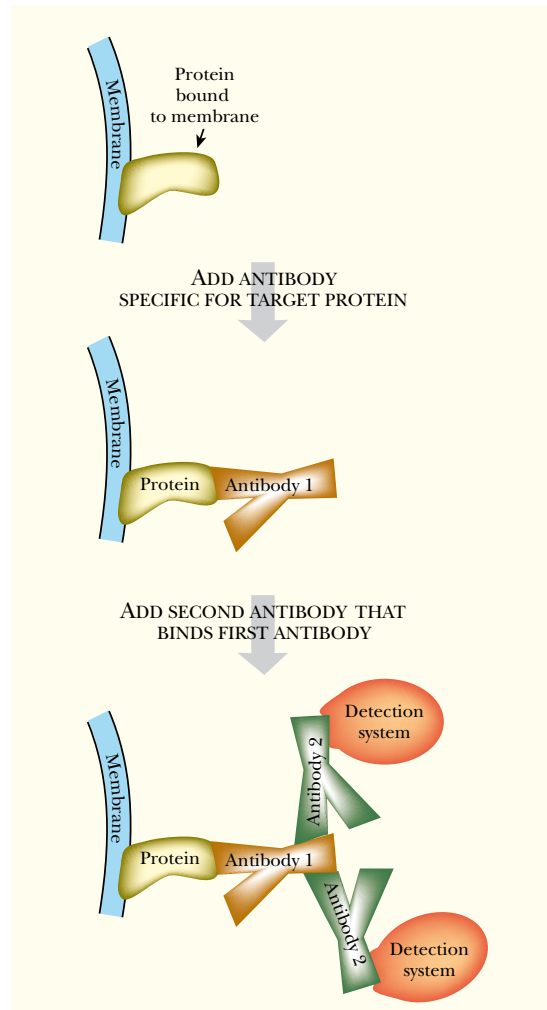 Protein
bound
to membrane
Membrane
ADD ANTIBODY
SPECIFIC FOR TARGET PROTEIN
Membrane
Protein
Antibody 1
ADD SECOND ANTIBODY THAT
BINDS FIRST ANTIBODY
Detection
system
Antibody 2
Membrane
Protein
Antibody 1
Antibody 2
Detection
system